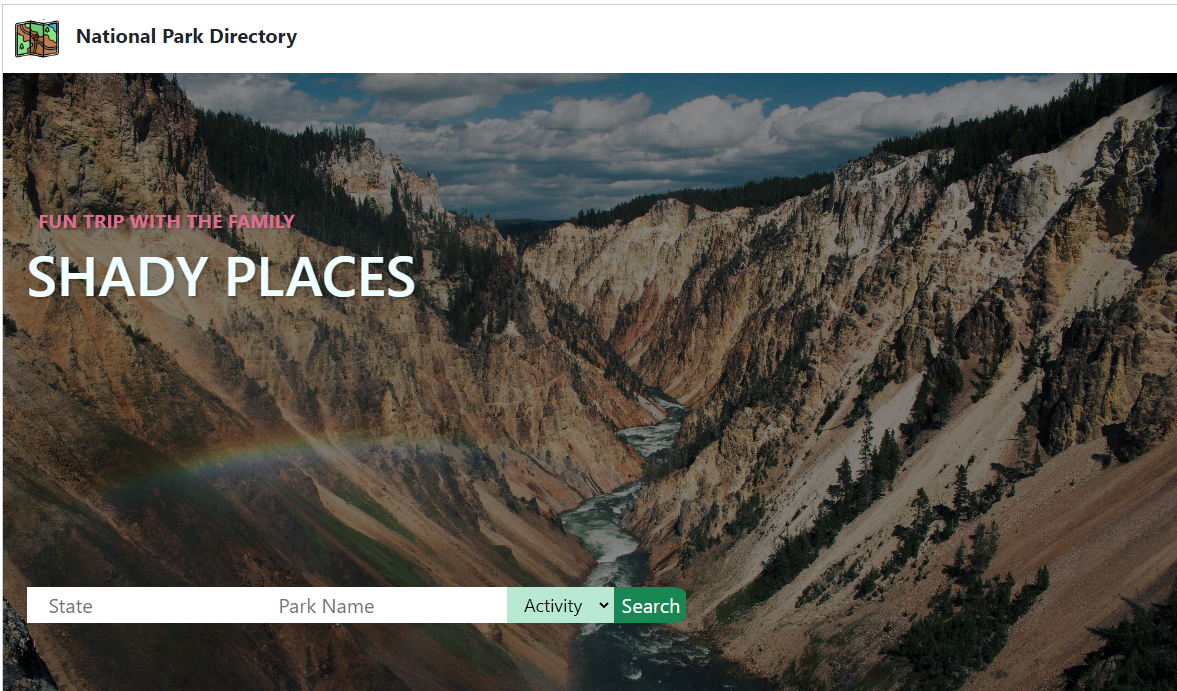 National Park Directory
FUN TRIP WITH THE FAMILY
SHADY PLACES
State Park Name Activity Search